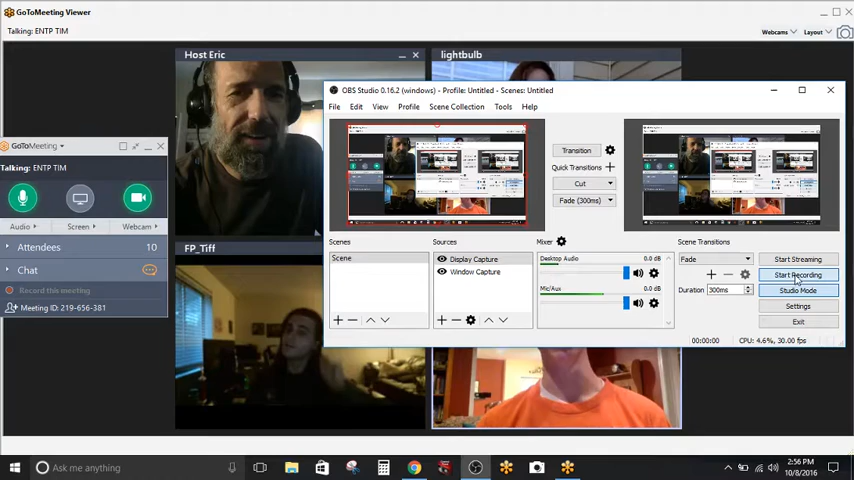 GoToMeeting Viewer
Talking: ENTP TIM
Webcams
Layout
Host Eric
lightbulb
OBS Studio 0.16.2 (windows) - Profile: Untitled - Scenes: Untitled
File Edit View Profile Scene Collection Tools Help
GoToMeeting
Talking: ENTP TIM
Audio Screen Webcam
Attendees 10
Chat
Record this meeting
Meeting ID: 219-656-381
FP_Tiff
Transition
Quick Transitions
Cut
Fade (300ms)
Scenes
Scene
Sources
Display Capture
Window Capture
Mixer
Desktop Audio 0.0 dB
Mic/Aux 0.0 dB
Scene Transitions
Fade
Duration 300ms
Start Streaming
Start Recording
Studio Mode
Settings
Exit
00:00:00 CPU: 4.6%, 30.00 fps
Ask me anything
2:56 PM
10/8/2016